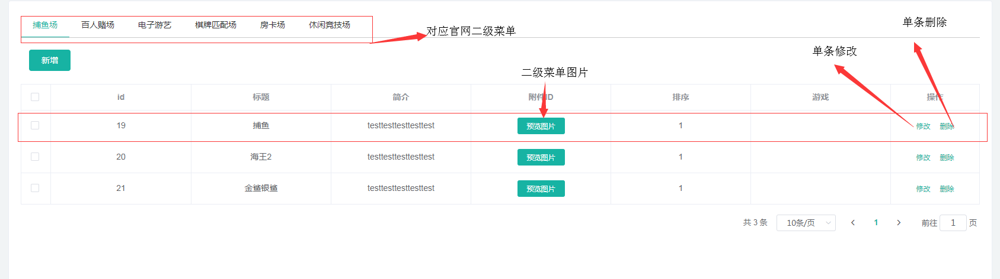 捕鱼场 百人赌场 电子游艺 棋牌匹配场 房卡场 休闲竞技场
对应官网二级菜单
单条删除
新增
单条修改
二级菜单图片
id 标题 简介 附件ID 排序 游戏 操作
19 捕鱼 testtesttesttesttest 预览图片 1 修改 删除
20 海王2 testtesttesttesttest 预览图片 1 修改 删除
21 金鲨银鲨 testtesttesttesttest 预览图片 1 修改 删除
共 3 条 10条/页 1 前往 1 页